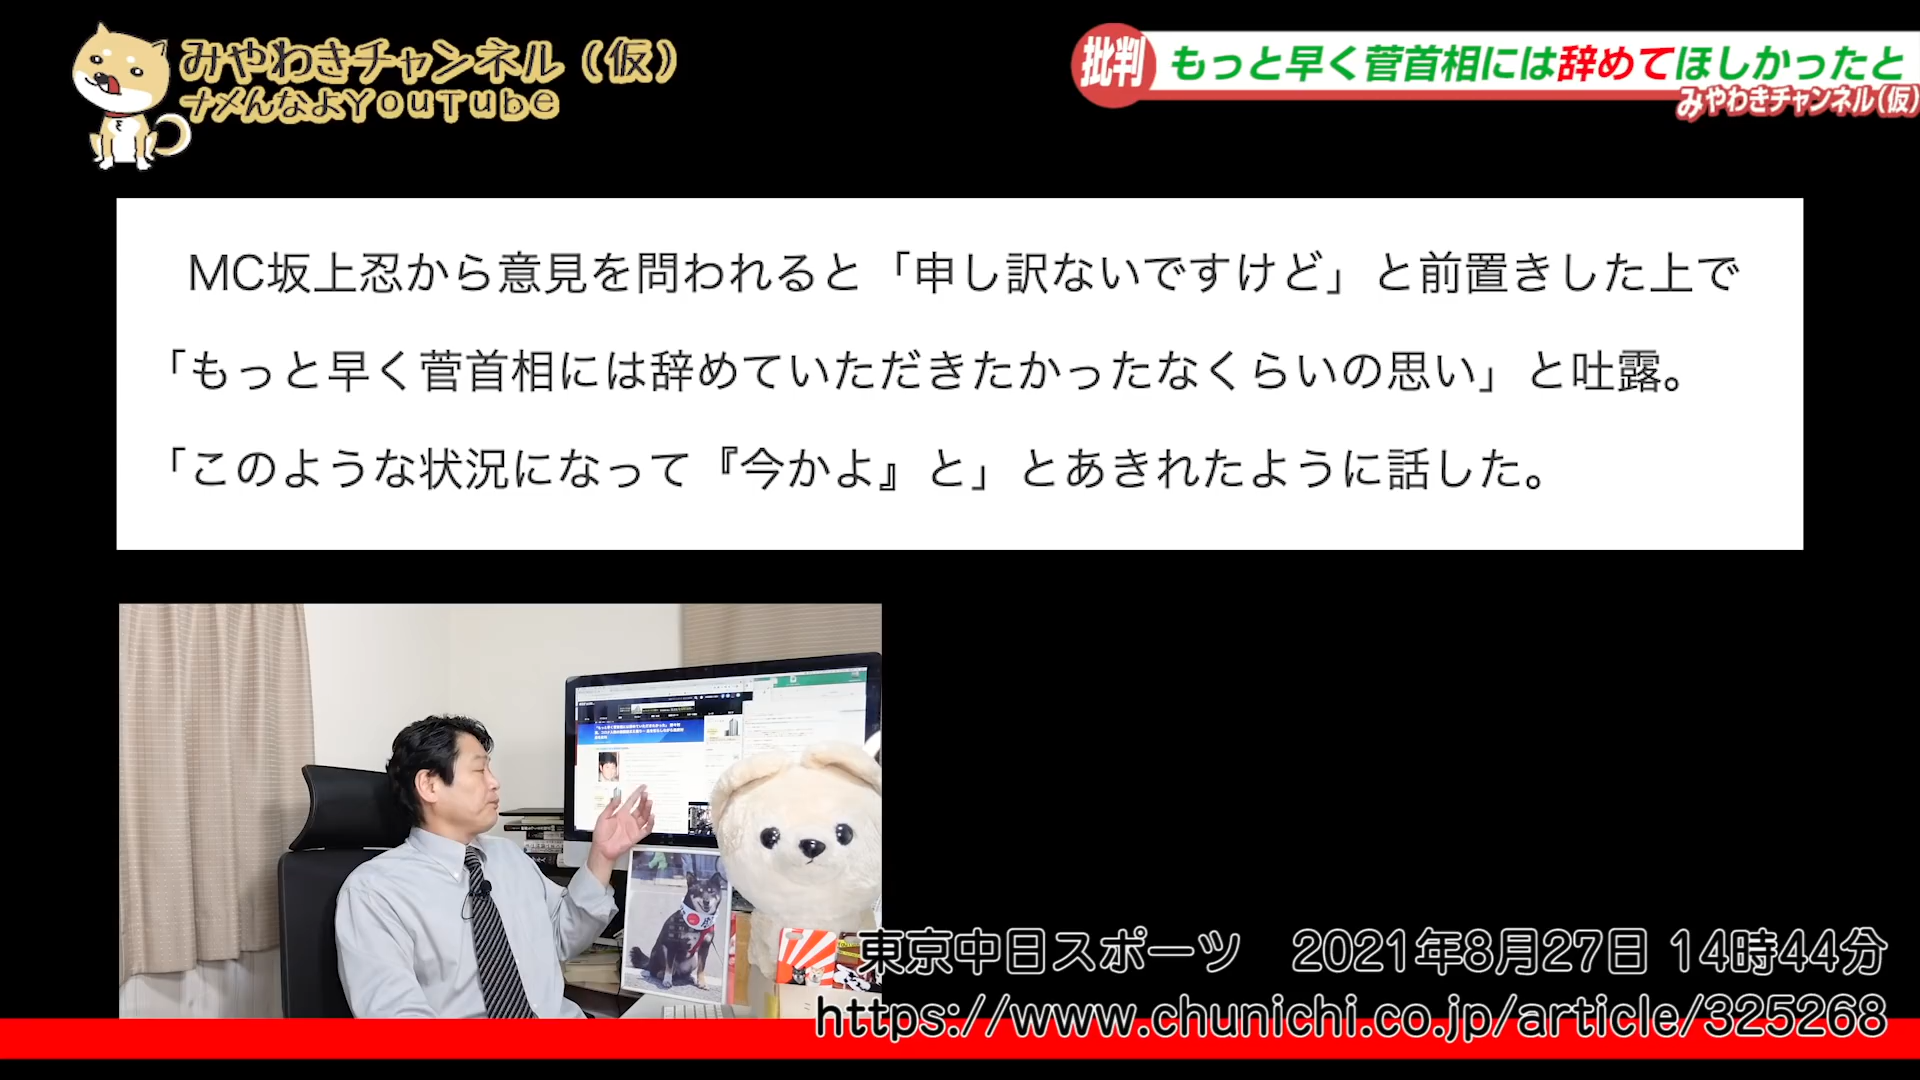 みやわきチャンネル（仮）
ナメんなよYouTube
批判
もっと早く菅首相には辞めてほしかったと
みやわきチャンネル（仮）
MC坂上忍から意見を問われると「申し訳ないですけど」と前置きした上で
「もっと早く菅首相には辞めていただきたかったなくらいの思い」と吐露。
「このような状況になって『今かよ』と」とあきれたように話した。
東京中日スポーツ　2021年8月27日 14時44分
https://www.chunichi.co.jp/article/325268